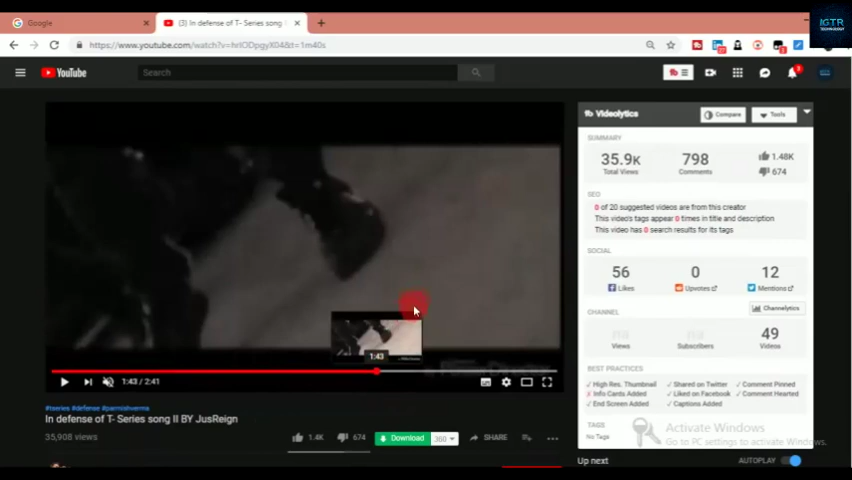 Google
(3) In defense of T- Series song
IGTR
TECHNOLOGY
https://www.youtube.com/watch?v=hrIODpgyX04&t=1m40s
YouTube
Search
Videolytics
Compare
Tools
SUMMARY
35.9K
798
1.48K
674
Total Views
Comments
SEO
0 of 20 suggested videos are from this creator
This video's tags appear 0 times in title and description
This video has 0 search results for its tags
SOCIAL
56
0
12
Likes
Upvotes
Mentions
Channelytics
CHANNEL
n/a
n/a
49
Views
Subscribers
Videos
1:43
1:43 / 2:41
BEST PRACTICES
High Res. Thumbnail
Shared on Twitter
Comment Pinned
Info Cards Added
Liked on Facebook
Comment Hearted
End Screen Added
Captions Added
TAGS
No Tags
Activate Windows
Go to PC settings to activate Windows.
#tseries #defense #parmishverma
In defense of T- Series song II BY JusReign
35,908 views
1.4K
674
Download
360
SHARE
Up next
AUTOPLAY